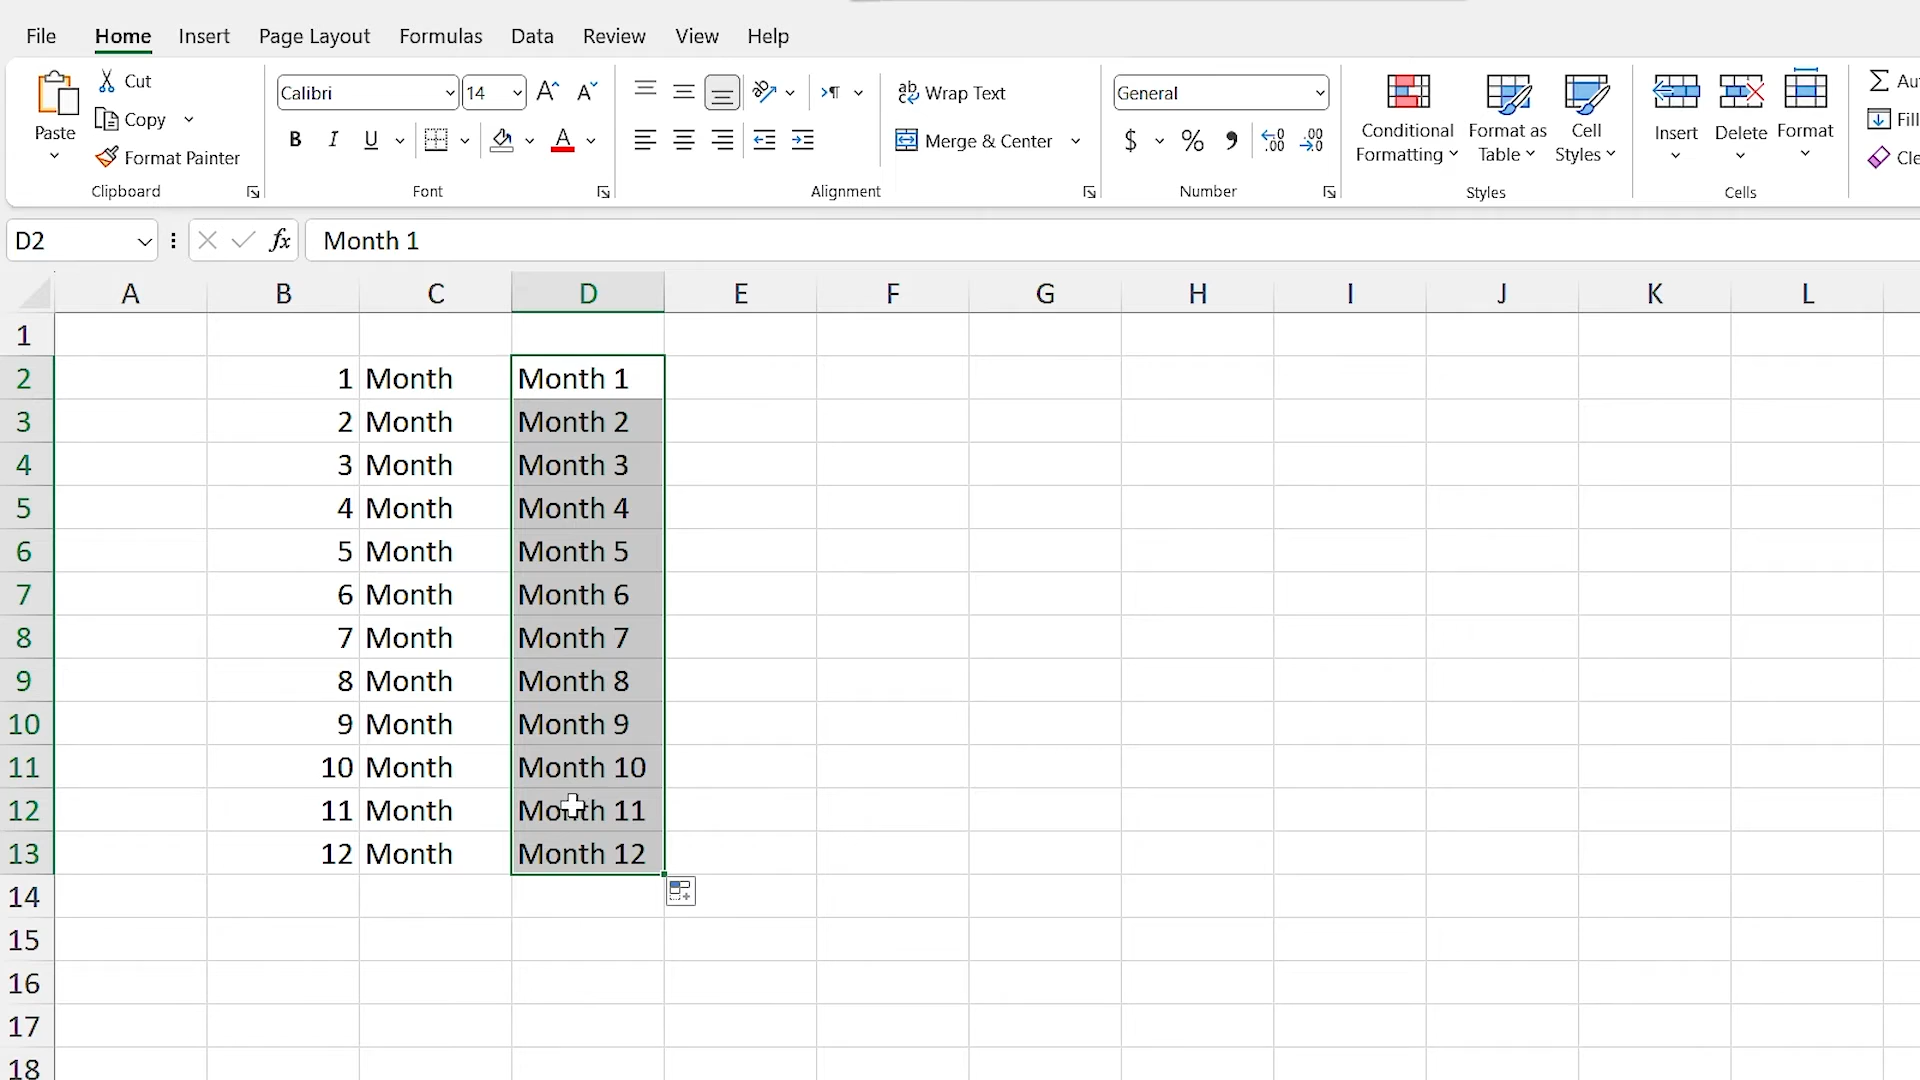 File Home Insert Page Layout Formulas Data Review View Help
Paste
Cut
Copy
Format Painter
Clipboard
Calibri 14
B I U
Font
Wrap Text
Merge & Center
Alignment
General
$ % 9 .00 .00
Number
Conditional Formatting
Format as Table
Cell Styles
Styles
Insert Delete Format
Cells
Σ Au
Fill
Cle
D2 fx Month 1
A B C D E F G H I J K L
1
2 1 Month Month 1
3 2 Month Month 2
4 3 Month Month 3
5 4 Month Month 4
6 5 Month Month 5
7 6 Month Month 6
8 7 Month Month 7
9 8 Month Month 8
10 9 Month Month 9
11 10 Month Month 10
12 11 Month Month 11
13 12 Month Month 12
14
15
16
17
18